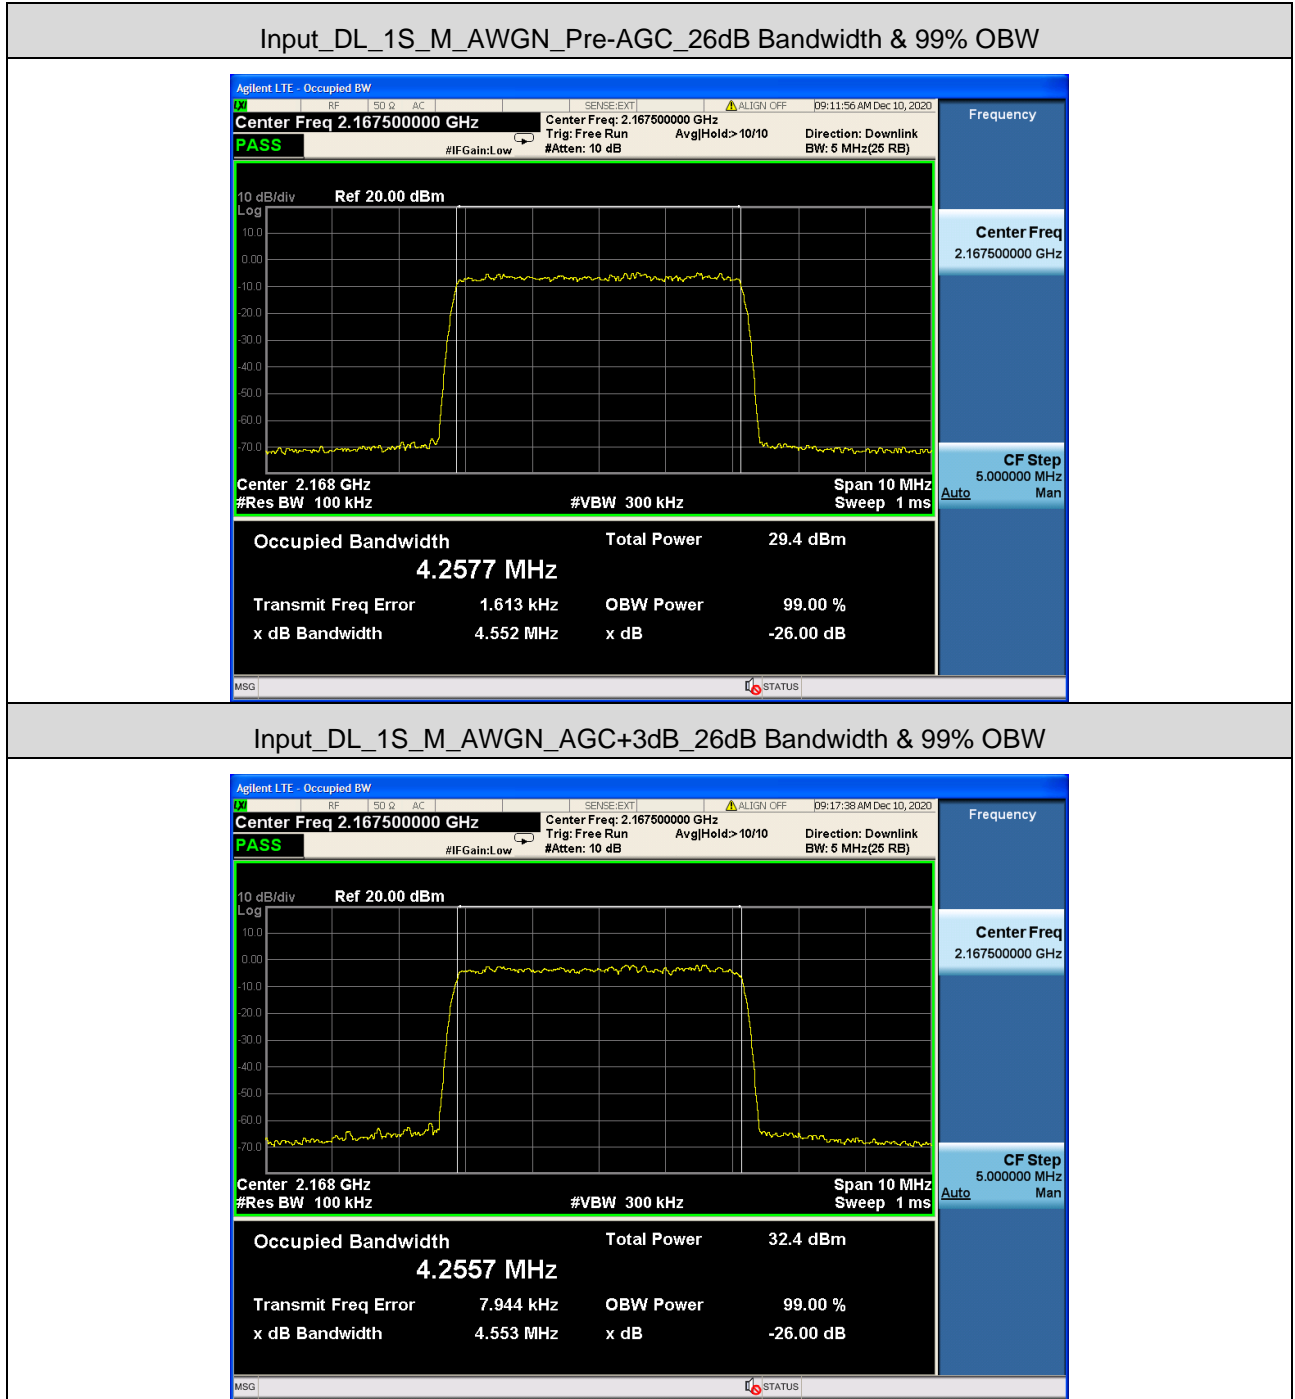 Input_DL_1S_M_AWGN_Pre-AGC_26dB Bandwidth & 99% OBW
Agilent LTE - Occupied BW
LXI RF 50 Ω AC SENSE:EXT ALIGN OFF 09:11:56 AM Dec 10, 2020
Center Freq 2.167500000 GHz
Center Freq: 2.167500000 GHz
Trig: Free Run Avg|Hold:>10/10 Direction: Downlink
PASS #IFGain:Low #Atten: 10 dB BW: 5 MHz(25 RB)
Frequency
10 dB/div Ref 20.00 dBm
Log
10.0
0.00
-10.0
-20.0
-30.0
-40.0
-50.0
-60.0
-70.0
Center Freq
2.167500000 GHz
CF Step
5.000000 MHz
Auto Man
Center 2.168 GHz Span 10 MHz
#Res BW 100 kHz #VBW 300 kHz Sweep 1 ms
Occupied Bandwidth Total Power 29.4 dBm
4.2577 MHz
Transmit Freq Error 1.613 kHz OBW Power 99.00 %
x dB Bandwidth 4.552 MHz x dB -26.00 dB
MSG STATUS
Input_DL_1S_M_AWGN_AGC+3dB_26dB Bandwidth & 99% OBW
Agilent LTE - Occupied BW
LXI RF 50 Ω AC SENSE:EXT ALIGN OFF 09:17:38 AM Dec 10, 2020
Center Freq 2.167500000 GHz
Center Freq: 2.167500000 GHz
Trig: Free Run Avg|Hold:>10/10 Direction: Downlink
PASS #IFGain:Low #Atten: 10 dB BW: 5 MHz(25 RB)
Frequency
10 dB/div Ref 20.00 dBm
Log
10.0
0.00
-10.0
-20.0
-30.0
-40.0
-50.0
-60.0
-70.0
Center Freq
2.167500000 GHz
CF Step
5.000000 MHz
Auto Man
Center 2.168 GHz Span 10 MHz
#Res BW 100 kHz #VBW 300 kHz Sweep 1 ms
Occupied Bandwidth Total Power 32.4 dBm
4.2557 MHz
Transmit Freq Error 7.944 kHz OBW Power 99.00 %
x dB Bandwidth 4.553 MHz x dB -26.00 dB
MSG STATUS